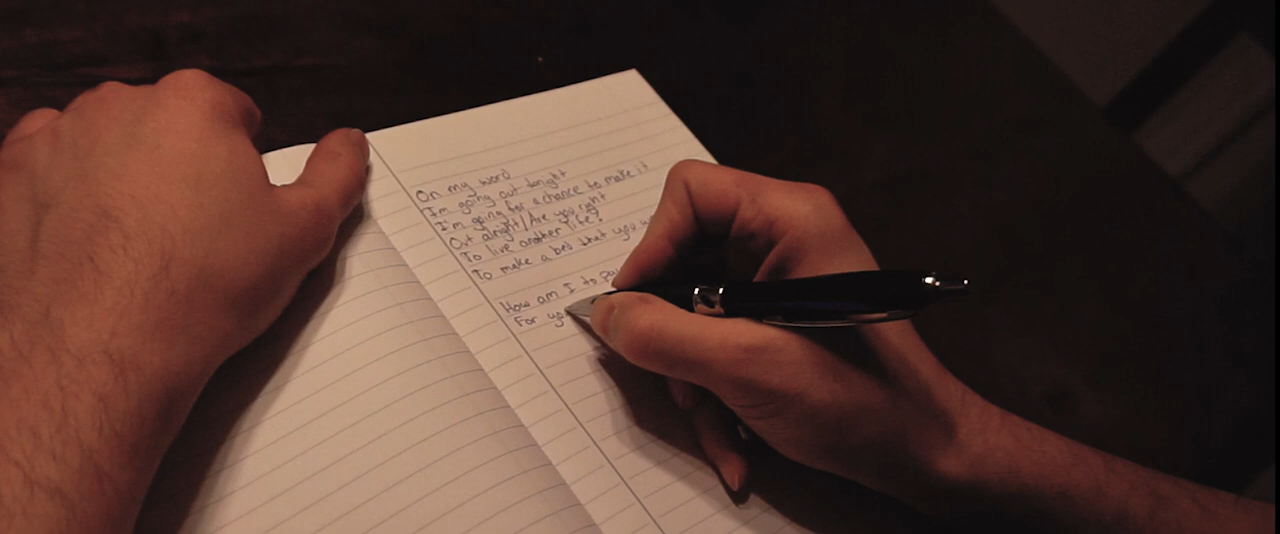 On my word
I'm going out tonight
I'm going for a chance to make it
Out alright/Are you right
To live another life?
To make a bed that you
How am I to
For